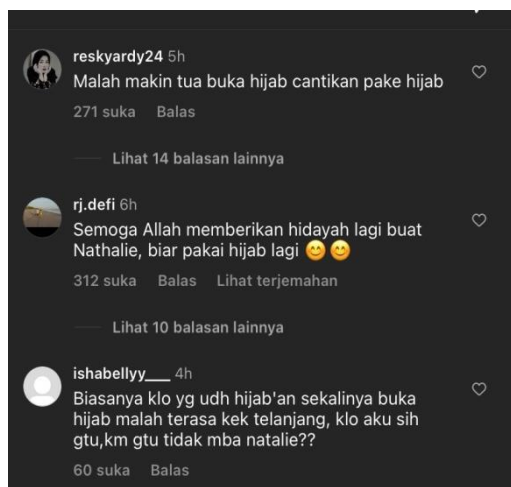 reskyardy24 5h
Malah makin tua buka hijab cantikan pake hijab
271 suka Balas
Lihat 14 balasan lainnya
rj.defi 6h
Semoga Allah memberikan hidayah lagi buat
Nathalie, biar pakai hijab lagi 😊😊
312 suka Balas Lihat terjemahan
Lihat 10 balasan lainnya
ishabellyy___ 4h
Biasanya klo yg udh hijab'an sekalinya buka
hijab malah terasa kek telanjang, klo aku sih
gtu,km gtu tidak mba natalie??
60 suka Balas